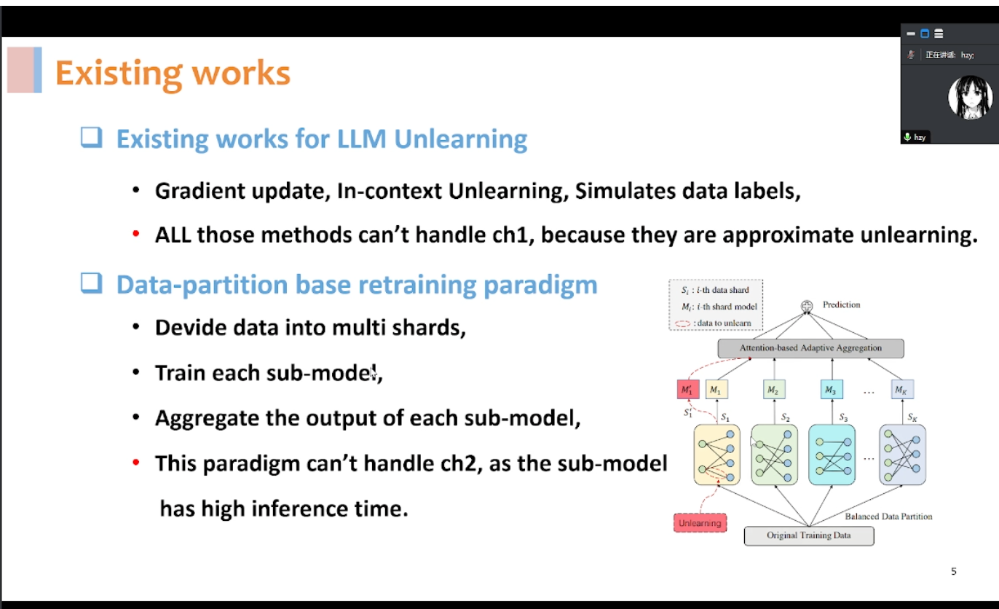 Existing works
正在讲话: hzy;
hzy
Existing works for LLM Unlearning
Gradient update, In-context Unlearning, Simulates data labels,
ALL those methods can't handle ch1, because they are approximate unlearning.
Data-partition base retraining paradigm
Devide data into multi shards,
Train each sub-model,
Aggregate the output of each sub-model,
This paradigm can't handle ch2, as the sub-model
has high inference time.
S_i : i-th data shard
M_i: i-th shard model
: data to unlearn
Prediction
Attention-based Adaptive Aggregation
M'_1 M_1 M_2 M_3 ... M_K
S'_1 S_1 S_2 S_3 S_K
...
Balanced Data Partition
Unlearning
Original Training Data
5